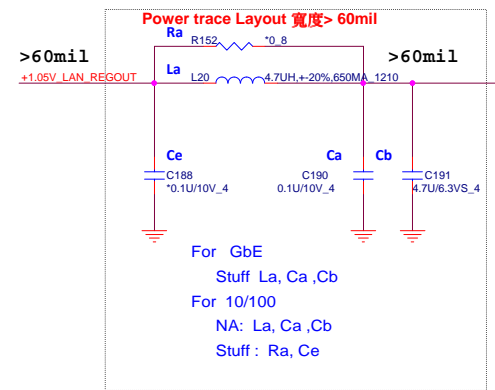 Power trace Layout 寬度> 60mil
Ra
R152 *0_8
>60mil
>60mil
+1.05V_LAN_REGOUT
La
L20 4.7UH,+-20%,650MA_1210
Ce
Ca
Cb
C188
*0.1U/10V_4
C190
0.1U/10V_4
C191
4.7U/6.3VS_4
For GbE
Stuff La, Ca ,Cb
For 10/100
NA: La, Ca ,Cb
Stuff : Ra, Ce